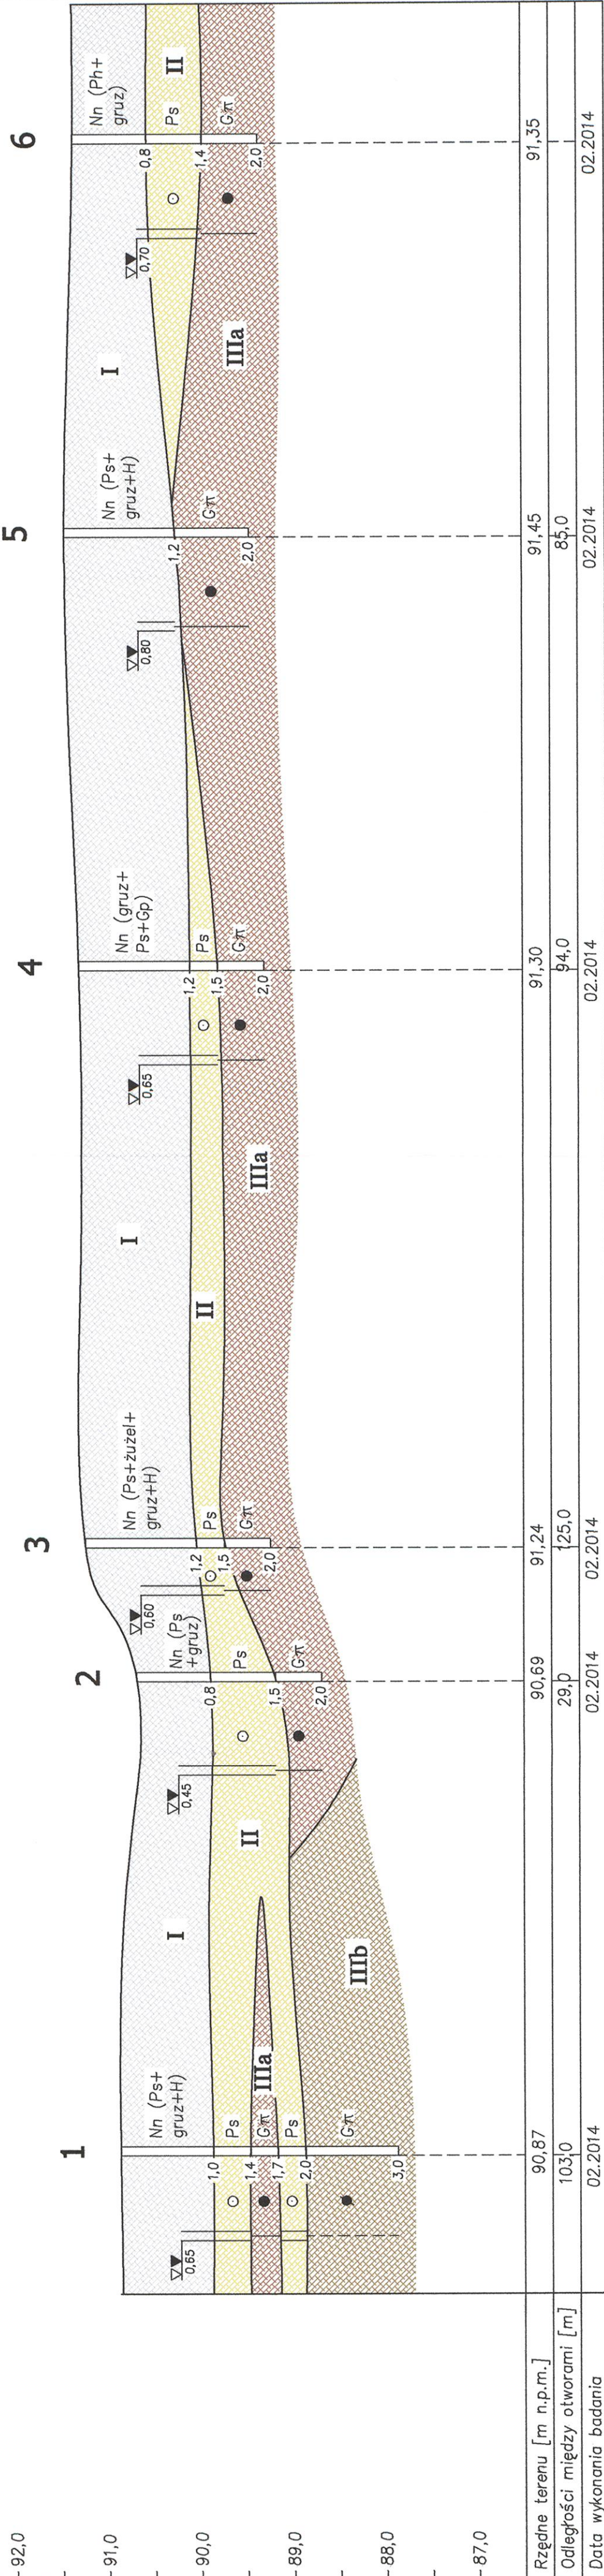 1
2
3
4
5
6
-92,0
-91,0
-90,0
-89,0
-88,0
-87,0
Nn (Ps+
gruz+H)
0,65
I
1,0
Ps
1,4
Gπ
IIIa
1,7
Ps
2,0
Gπ
3,0
IIIb
II
0,45
Nn (Ps
+gruz)
0,8
Ps
1,5
Gπ
2,0
0,60
Nn (Ps+żużel+
gruz+H)
1,2
Ps
1,5
Gπ
2,0
I
II
IIIa
0,65
Nn (gruz+
Ps+Gp)
1,2
Ps
1,5
Gπ
2,0
0,80
Nn (Ps+
gruz+H)
1,2
Gπ
2,0
I
IIIa
0,70
Nn (Ph+
gruz)
0,8
Ps
II
1,4
Gπ
2,0
Rzędne terenu [m n.p.m.] 90,87 90,69 91,24 91,30 91,45 91,35
Odległości między otworami [m] 103,0 29,0 125,0 94,0 85,0
Data wykonania badania 02.2014 02.2014 02.2014 02.2014 02.2014 02.2014